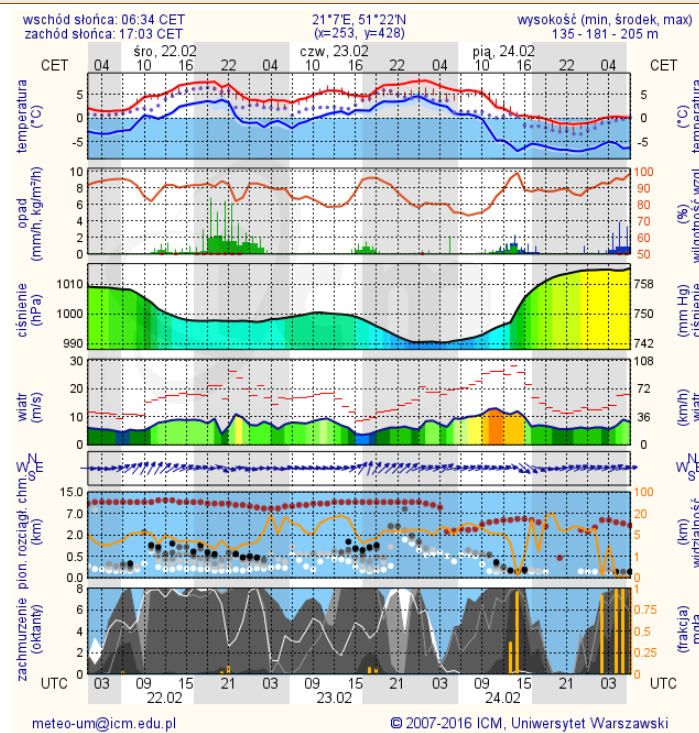 wschód słońca: 06:34 CET
zachód słońca: 17:03 CET
21°7'E, 51°22'N
(x=253, y=428)
wysokość (min, środek, max)
135 - 181 - 205 m
śro, 22.02 czw, 23.02 pią, 24.02
CET 04 10 16 22 04 10 16 22 04 10 16 22 04 CET
temperatura
(°C)
5
0
-5
5
0
-5
temperatura
(°C)
opad
(mm/h, kg/m²/h)
10
8
6
4
2
0
100
90
80
70
60
50
(%)
wilgotność wzgl.
ciśnienie
(hPa)
1010
1000
990
758
750
742
(mm Hg)
ciśnienie
wiatr
(m/s)
30
20
10
0
108
72
36
0
(km/h)
wiatr
N
W E
S
N
W E
S
pion. rozciągł. chm.
(km)
15.0
7.0
2.0
0.5
0.0
100
20
5
1
0
(km)
widzialność
zachmurzenie
(oktanty)
8
6
4
2
0
1
0.75
0.5
0.25
0
(frakcja)
mgła
UTC 03 09 15 21 03 09 15 21 03 09 15 21 03 UTC
22.02 23.02 24.02
meteo-um@icm.edu.pl
© 2007-2016 ICM, Uniwersytet Warszawski